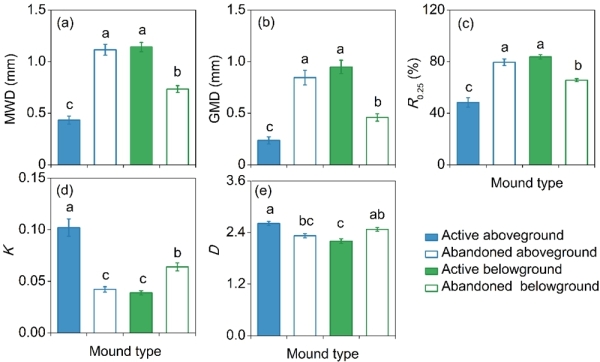 (a)
MWD (mm)
1.5
1.0
0.5
0
c
a
a
b
(b)
GMD (mm)
1.5
1.0
0.5
0
c
a
a
b
(c)
R0.25 (%)
120
80
40
0
c
a
a
b
Mound type
(d)
K
0.15
0.10
0.05
0.00
a
c
c
b
Mound type
(e)
D
3.6
2.4
1.2
0.0
a
bc
c
ab
Mound type
Active aboveground
Abandoned aboveground
Active belowground
Abandoned belowground